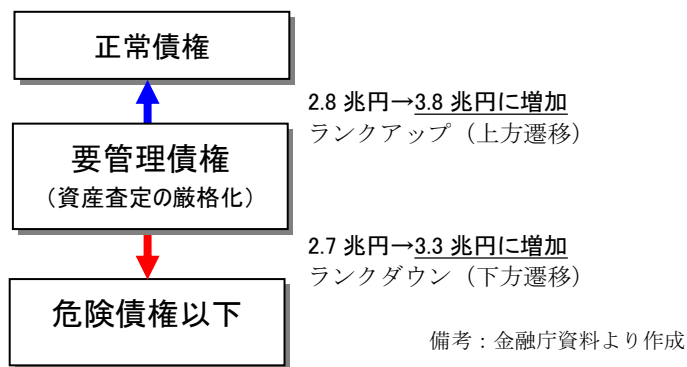 正常債権
2.8 兆円→3.8 兆円に増加
ランクアップ（上方遷移）
要管理債権
（資産査定の厳格化）
2.7 兆円→3.3 兆円に増加
ランクダウン（下方遷移）
危険債権以下
備考：金融庁資料より作成